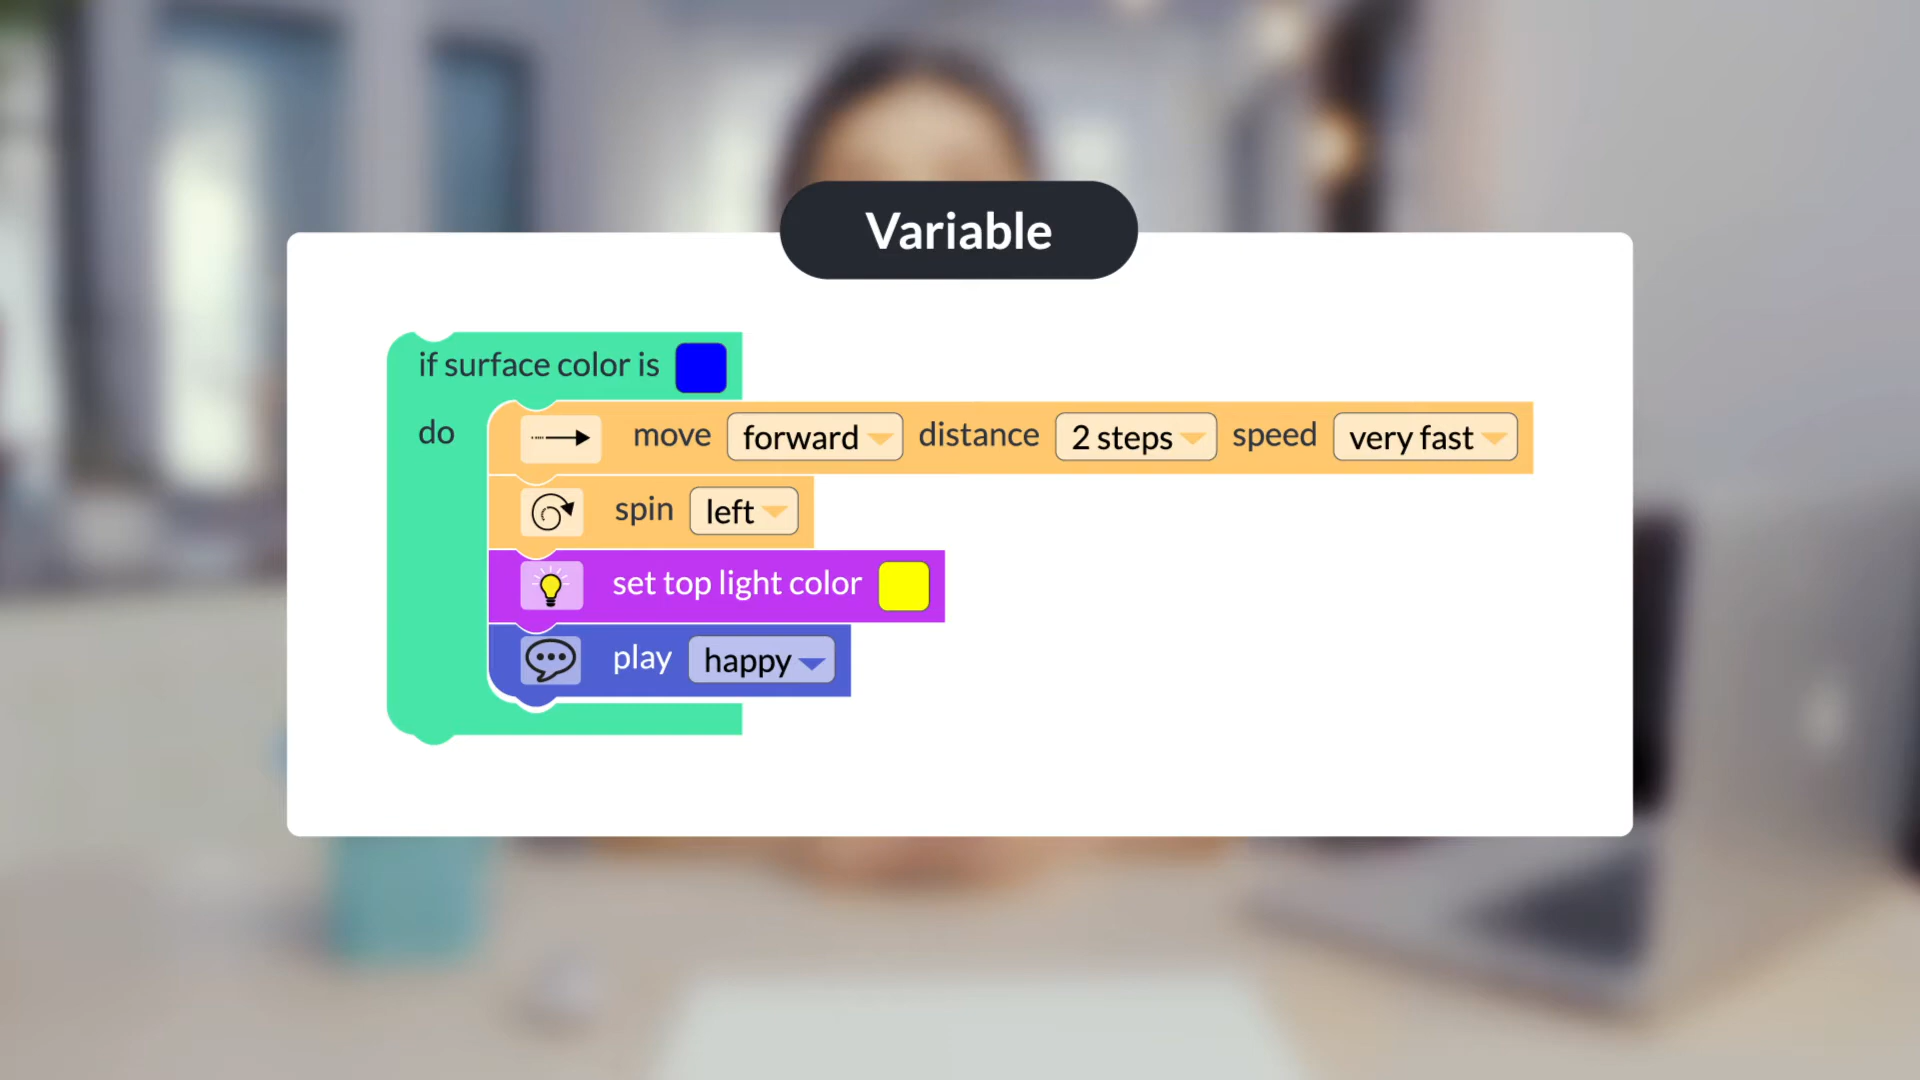 Variable
if surface color is
do
move forward distance 2 steps speed very fast
spin left
set top light color
play happy